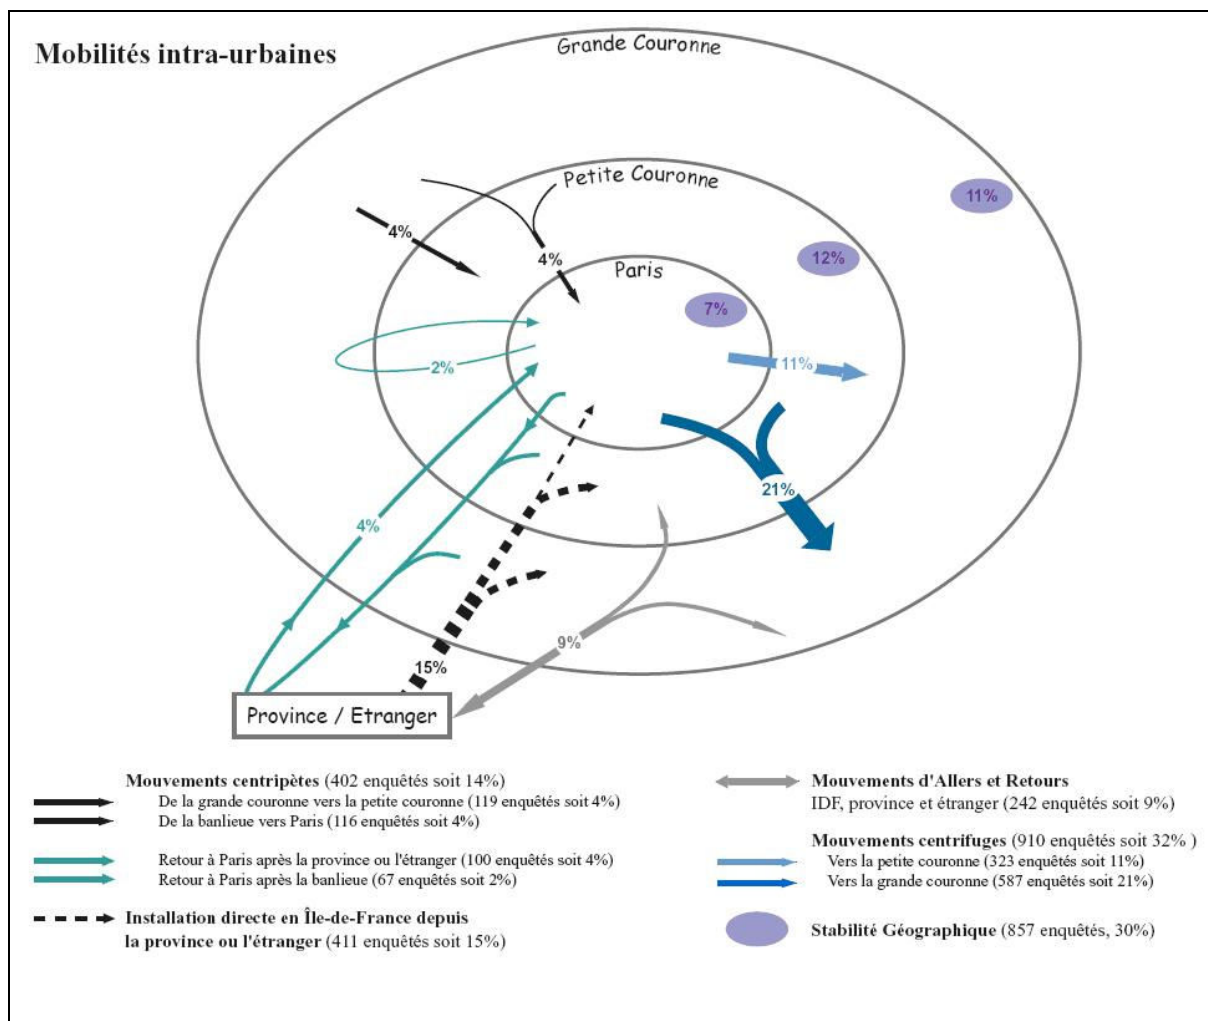 Mobilités intra-urbaines
Grande Couronne
Petite Couronne
11%
4%
4%
12%
Paris
7%
2%
11%
21%
4%
9%
15%
Province / Etranger
Mouvements centripètes (402 enquêtés soit 14%)
De la grande couronne vers la petite couronne (119 enquêtés soit 4%)
De la banlieue vers Paris (116 enquêtés soit 4%)
Retour à Paris après la province ou l'étranger (100 enquêtés soit 4%)
Retour à Paris après la banlieue (67 enquêtés soit 2%)
Installation directe en Île-de-France depuis
la province ou l'étranger (411 enquêtés soit 15%)
Mouvements d'Allers et Retours
IDF, province et étranger (242 enquêtés soit 9%)
Mouvements centrifuges (910 enquêtés soit 32% )
Vers la petite couronne (323 enquêtés soit 11%)
Vers la grande couronne (587 enquêtés soit 21%)
Stabilité Géographique (857 enquêtés, 30%)